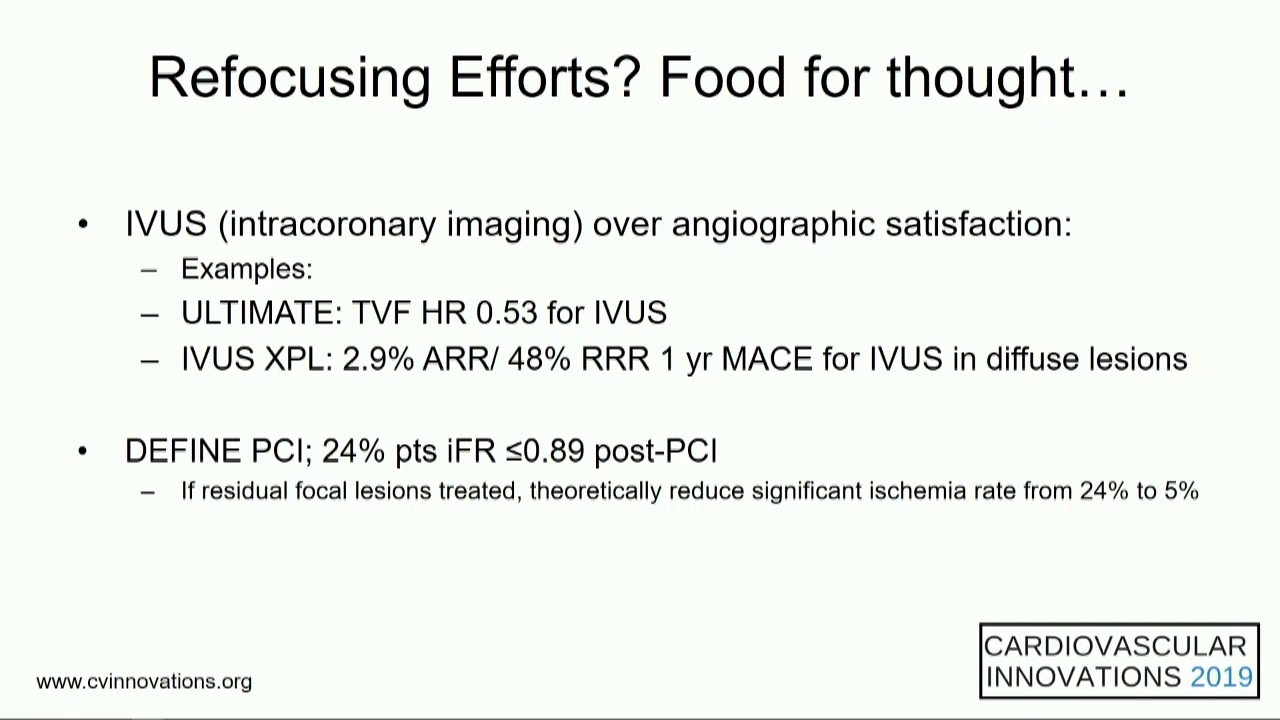 Refocusing Efforts? Food for thought…
• IVUS (intracoronary imaging) over angiographic satisfaction:
– Examples:
– ULTIMATE: TVF HR 0.53 for IVUS
– IVUS XPL: 2.9% ARR/ 48% RRR 1 yr MACE for IVUS in diffuse lesions
• DEFINE PCI; 24% pts iFR ≤0.89 post-PCI
– If residual focal lesions treated, theoretically reduce significant ischemia rate from 24% to 5%
www.cvinnovations.org
CARDIOVASCULAR
INNOVATIONS 2019